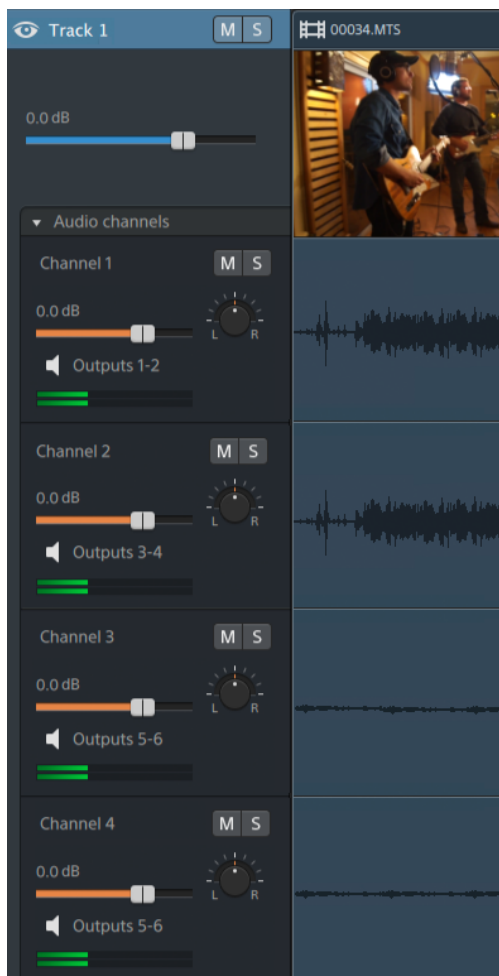 Track 1 M S
00034.MTS
0.0 dB
Audio channels
Channel 1 M S
0.0 dB
L R
Outputs 1-2
Channel 2 M S
0.0 dB
L R
Outputs 3-4
Channel 3 M S
0.0 dB
L R
Outputs 5-6
Channel 4 M S
0.0 dB
L R
Outputs 5-6